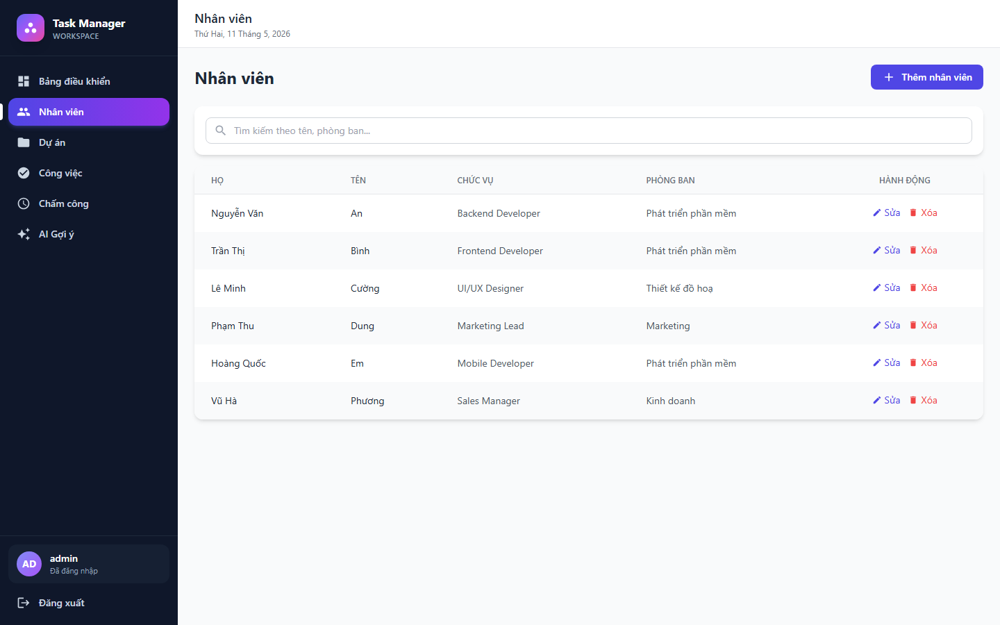 Task Manager
WORKSPACE
Bảng điều khiển
Nhân viên
Dự án
Công việc
Chấm công
AI Gợi ý
AD
admin
Đã đăng nhập
Đăng xuất
Nhân viên
Thứ Hai, 11 Tháng 5, 2026
Nhân viên
Thêm nhân viên
Tìm kiếm theo tên, phòng ban...
HỌ TÊN CHỨC VỤ PHÒNG BAN HÀNH ĐỘNG
Nguyễn Văn An Backend Developer Phát triển phần mềm Sửa Xóa
Trần Thị Bình Frontend Developer Phát triển phần mềm Sửa Xóa
Lê Minh Cường UI/UX Designer Thiết kế đồ hoạ Sửa Xóa
Phạm Thu Dung Marketing Lead Marketing Sửa Xóa
Hoàng Quốc Em Mobile Developer Phát triển phần mềm Sửa Xóa
Vũ Hà Phương Sales Manager Kinh doanh Sửa Xóa